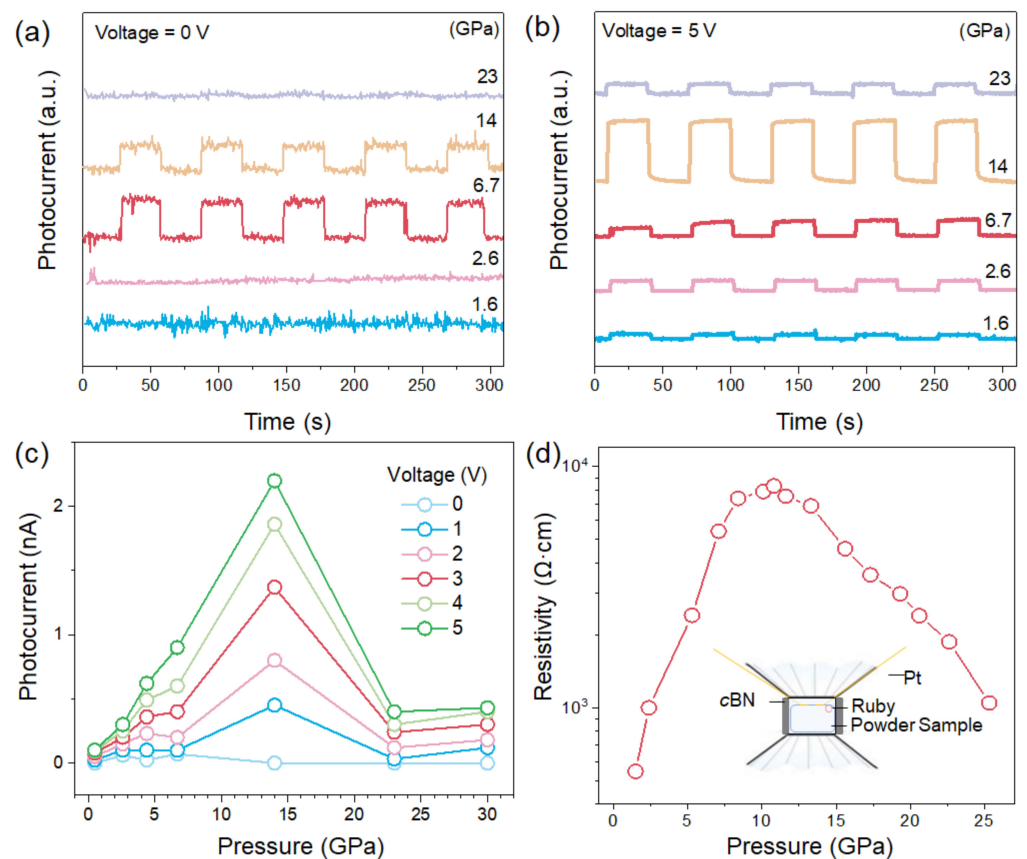 (a)
Voltage = 0 V
(GPa)
23
14
6.7
2.6
1.6
Photocurrent (a.u.)
0
50
100
150
200
250
300
Time (s)
(b)
Voltage = 5 V
(GPa)
23
14
6.7
2.6
1.6
Photocurrent (a.u.)
0
50
100
150
200
250
300
Time (s)
(c)
Voltage (V)
0
1
2
3
4
5
2
1
0
Photocurrent (nA)
0
5
10
15
20
25
30
Pressure (GPa)
(d)
10⁴
10³
Resistivity (Ω·cm)
cBN
Pt
Ruby
Powder Sample
0
5
10
15
20
25
Pressure (GPa)